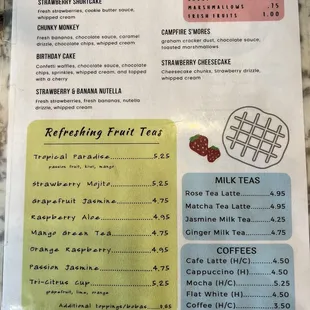 STRAWBERRY SHORTCAKE
Fresh strawberries, cookie butter sauce,
whipped cream
CHUNKY MONKEY
Fresh bananas, chocolate sauce, caramel
drizzle, chocolate chips, whipped cream
BIRTHDAY CAKE
Confetti waffles, chocolate sauce, chocolate
chips, sprinkles, whipped cream, and topped
with a cherry
STRAWBERRY & BANANA NUTELLA
Fresh strawberries, fresh bananas, nutella
drizzle, whipped cream
MARSHMALLOWS .75
FRESH FRUITS 1.00
CAMPFIRE S'MORES
graham cracker dust, chocolate sauce,
toasted marshmallows
STRAWBERRY CHEESECAKE
Cheesecake chunks, strawberry drizzle,
whipped cream
Refreshing Fruit Teas
Tropical Paradise 5.25
passion fruit, kiwi, mango
Strawberry Mojito 5.25
Grapefruit Jasmine 4.75
Raspberry Aloe 4.95
Mango Green Tea 4.75
Orange Raspberry 4.95
Passion Jasmine 4.75
Tri-Citrus Cup 5.25
grapefruit, lime, mango
Additional toppings/bobas
MILK TEAS
Rose Tea Latte 4.95
Matcha Tea Latte 4.95
Jasmine Milk Tea 4.25
Ginger Milk Tea 4.75
COFFEES
Cafe Latte (H/C) 4.50
Cappuccino (H) 4.50
Mocha (H/C) 5.25
Flat White (H) 4.50
Coffee (H/C) 3.50